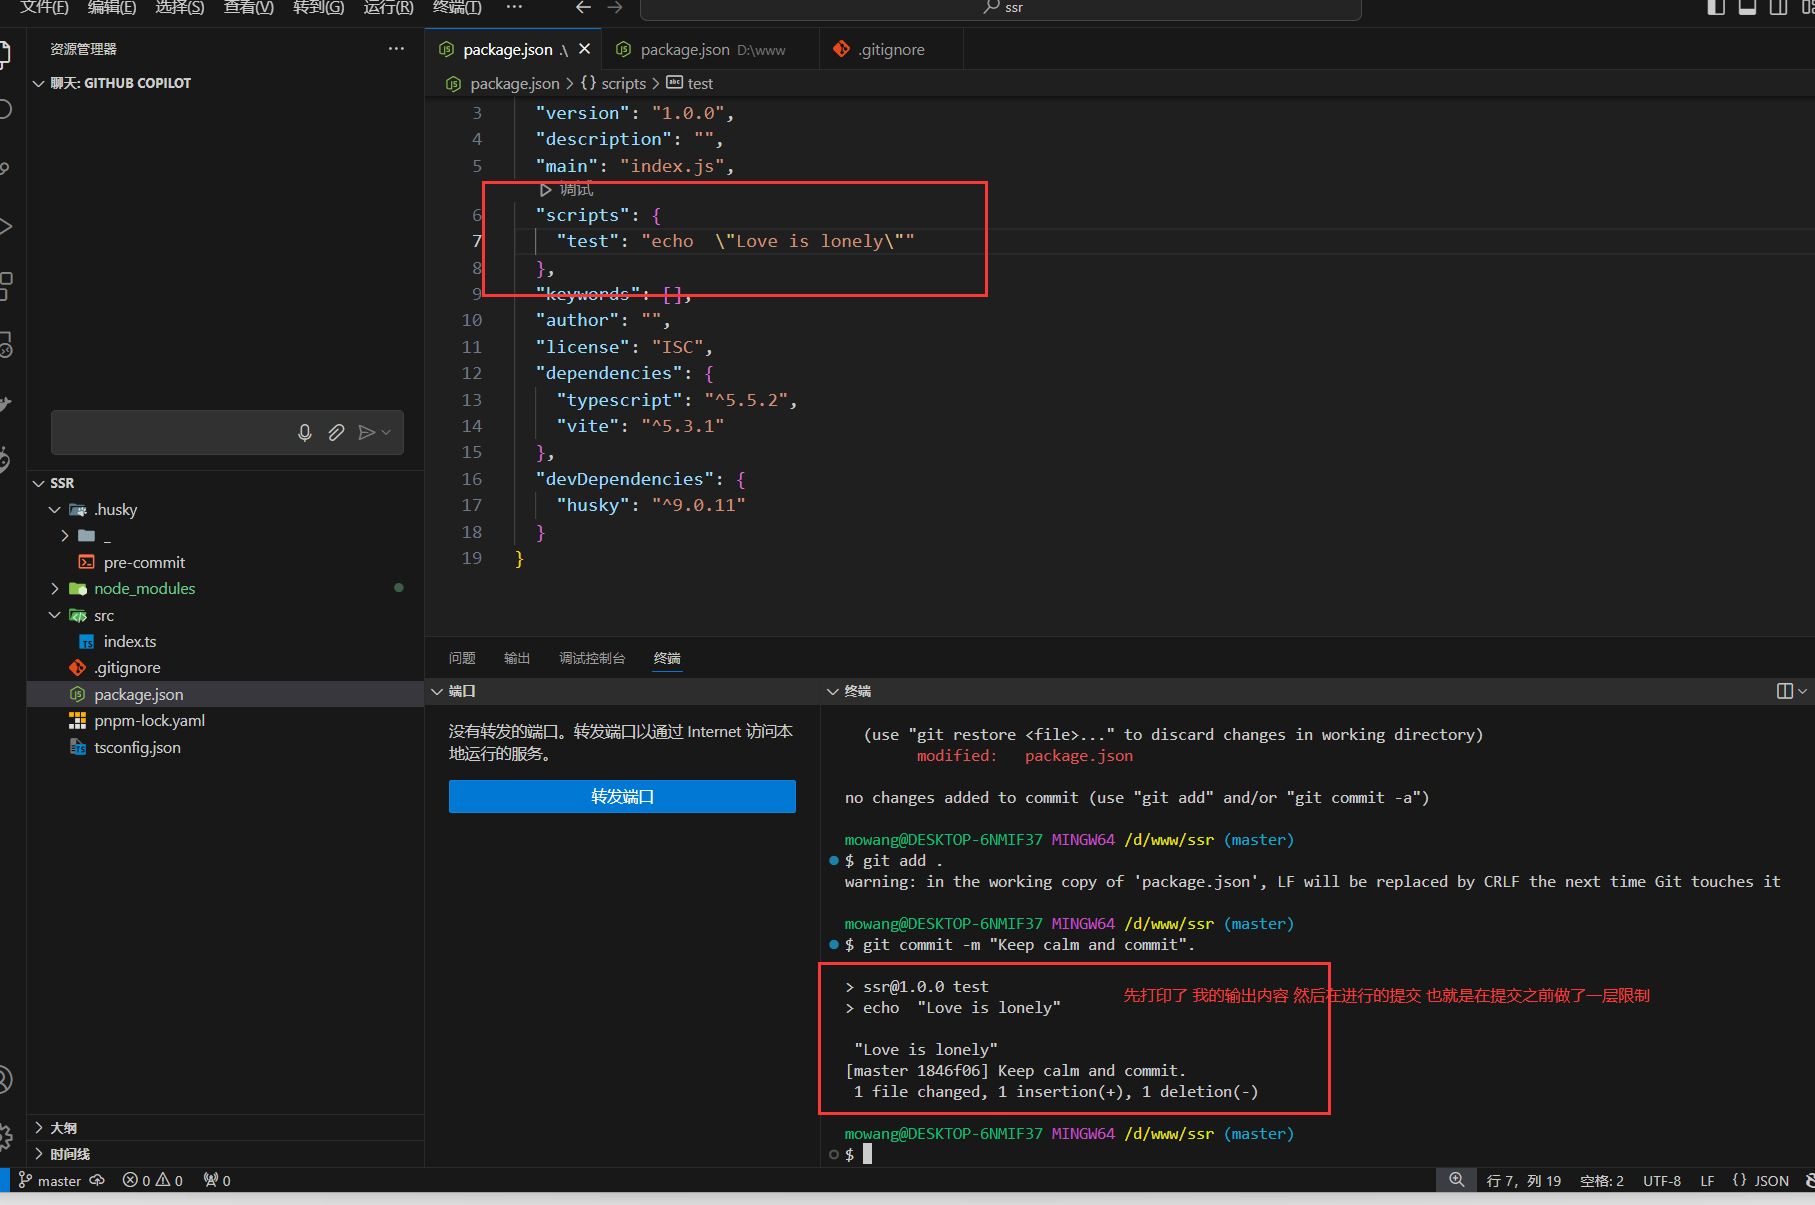 文件(F) 编辑(E) 选择(S) 查看(V) 转到(G) 运行(R) 终端(T) ··· ssr
资源管理器 ···
聊天: GITHUB COPILOT
SSR
.husky
_
pre-commit
node_modules
src
index.ts
.gitignore
package.json
pnpm-lock.yaml
tsconfig.json
大纲
时间线
package.json .\ package.json D:\www .gitignore
package.json > {} scripts > test
3 "version": "1.0.0",
4 "description": "",
5 "main": "index.js",
调试
6 "scripts": {
7 "test": "echo  \"Love is lonely\""
8 },
9 "keywords": [],
10 "author": "",
11 "license": "ISC",
12 "dependencies": {
13 "typescript": "^5.5.2",
14 "vite": "^5.3.1"
15 },
16 "devDependencies": {
17 "husky": "^9.0.11"
18 }
19 }
问题 输出 调试控制台 终端
端口
没有转发的端口。转发端口以通过 Internet 访问本
地运行的服务。
转发端口
终端
(use "git restore <file>..." to discard changes in working directory)
modified:   package.json
no changes added to commit (use "git add" and/or "git commit -a")
mowang@DESKTOP-6NMIF37 MINGW64 /d/www/ssr (master)
$ git add .
warning: in the working copy of 'package.json', LF will be replaced by CRLF the next time Git touches it
mowang@DESKTOP-6NMIF37 MINGW64 /d/www/ssr (master)
$ git commit -m "Keep calm and commit".
> ssr@1.0.0 test
先打印了 我的输出内容 然后在进行的提交 也就是在提交之前做了一层限制
> echo  "Love is lonely"
"Love is lonely"
[master 1846f06] Keep calm and commit.
1 file changed, 1 insertion(+), 1 deletion(-)
mowang@DESKTOP-6NMIF37 MINGW64 /d/www/ssr (master)
$
master 0 0 0 行 7，列 19 空格: 2 UTF-8 LF {} JSON